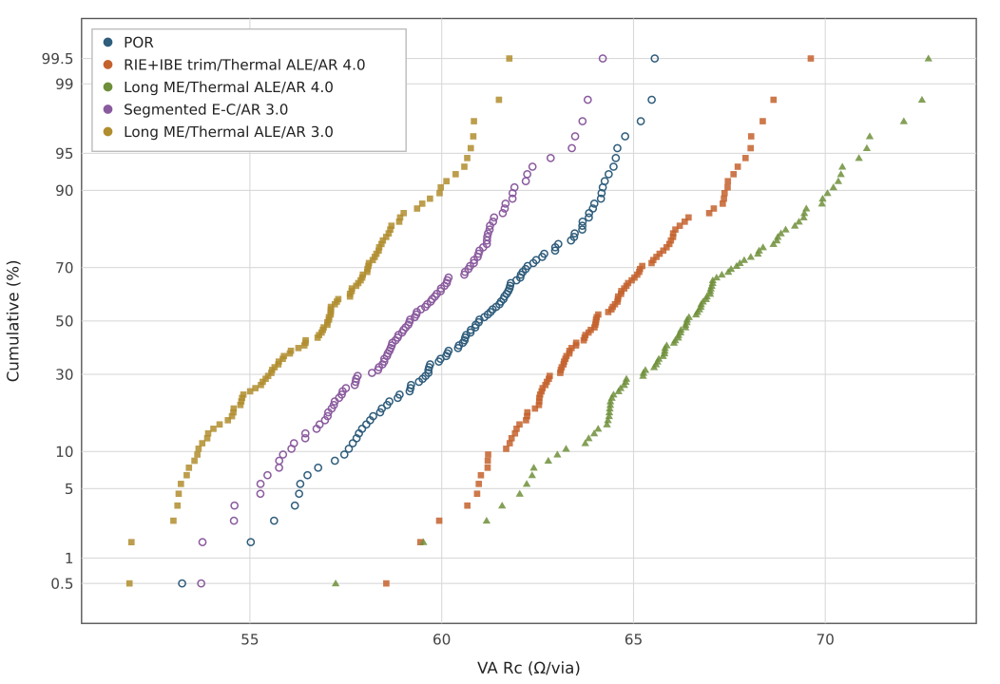 POR
RIE+IBE trim/Thermal ALE/AR 4.0
Long ME/Thermal ALE/AR 4.0
Segmented E-C/AR 3.0
Long ME/Thermal ALE/AR 3.0
Cumulative (%)
99.5
99
95
90
70
50
30
10
5
1
0.5
55
60
65
70
VA Rc (Ω/via)